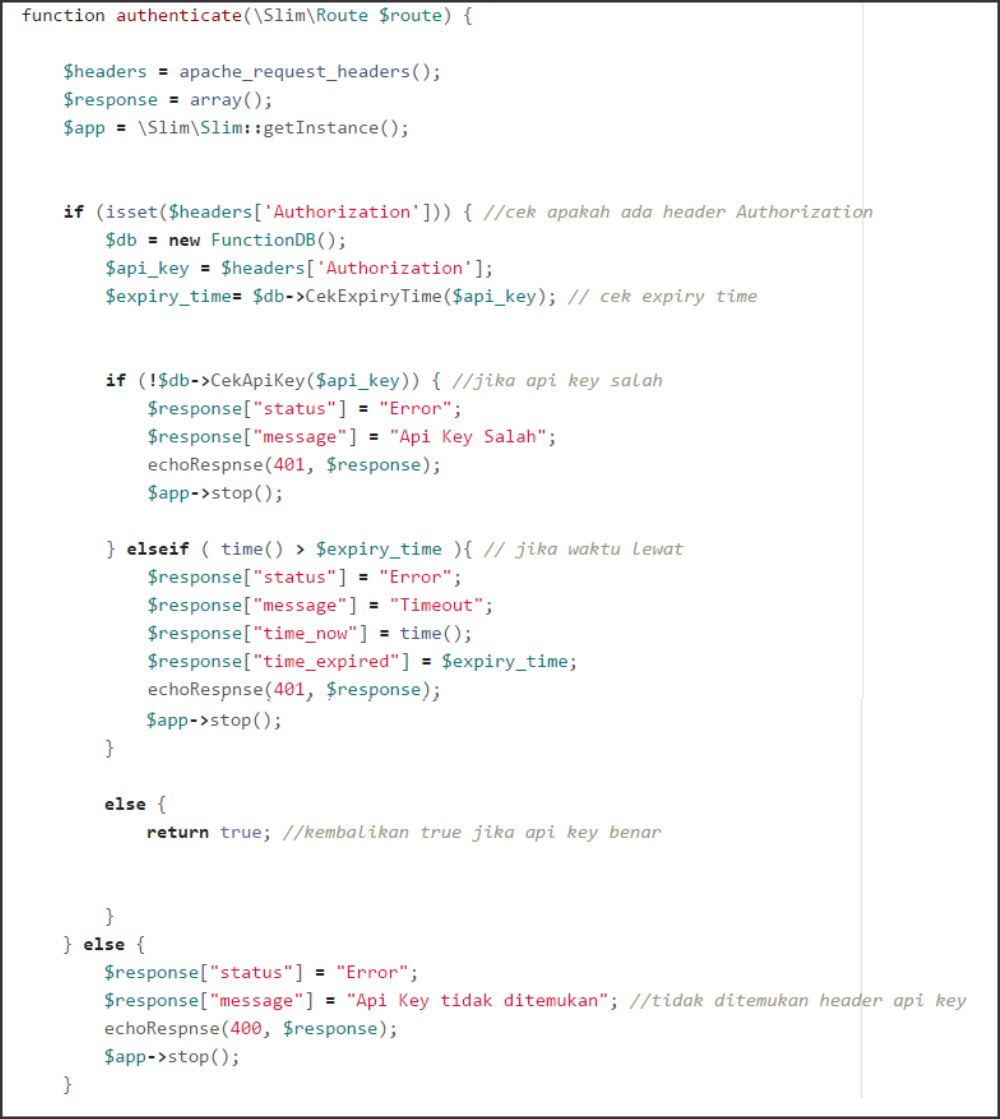 function authenticate(\Slim\Route $route) {
$headers = apache_request_headers();
$response = array();
$app = \Slim\Slim::getInstance();
if (isset($headers['Authorization'])) { //cek apakah ada header Authorization
$db = new FunctionDB();
$api_key = $headers['Authorization'];
$expiry_time= $db->CekExpiryTime($api_key); // cek expiry time
if (!$db->CekApiKey($api_key)) { //jika api key salah
$response["status"] = "Error";
$response["message"] = "Api Key Salah";
echoRespnse(401, $response);
$app->stop();
} elseif ( time() > $expiry_time ){ // jika waktu lewat
$response["status"] = "Error";
$response["message"] = "Timeout";
$response["time_now"] = time();
$response["time_expired"] = $expiry_time;
echoRespnse(401, $response);
$app->stop();
}
else {
return true; //kembalikan true jika api key benar
}
} else {
$response["status"] = "Error";
$response["message"] = "Api Key tidak ditemukan"; //tidak ditemukan header api key
echoRespnse(400, $response);
$app->stop();
}